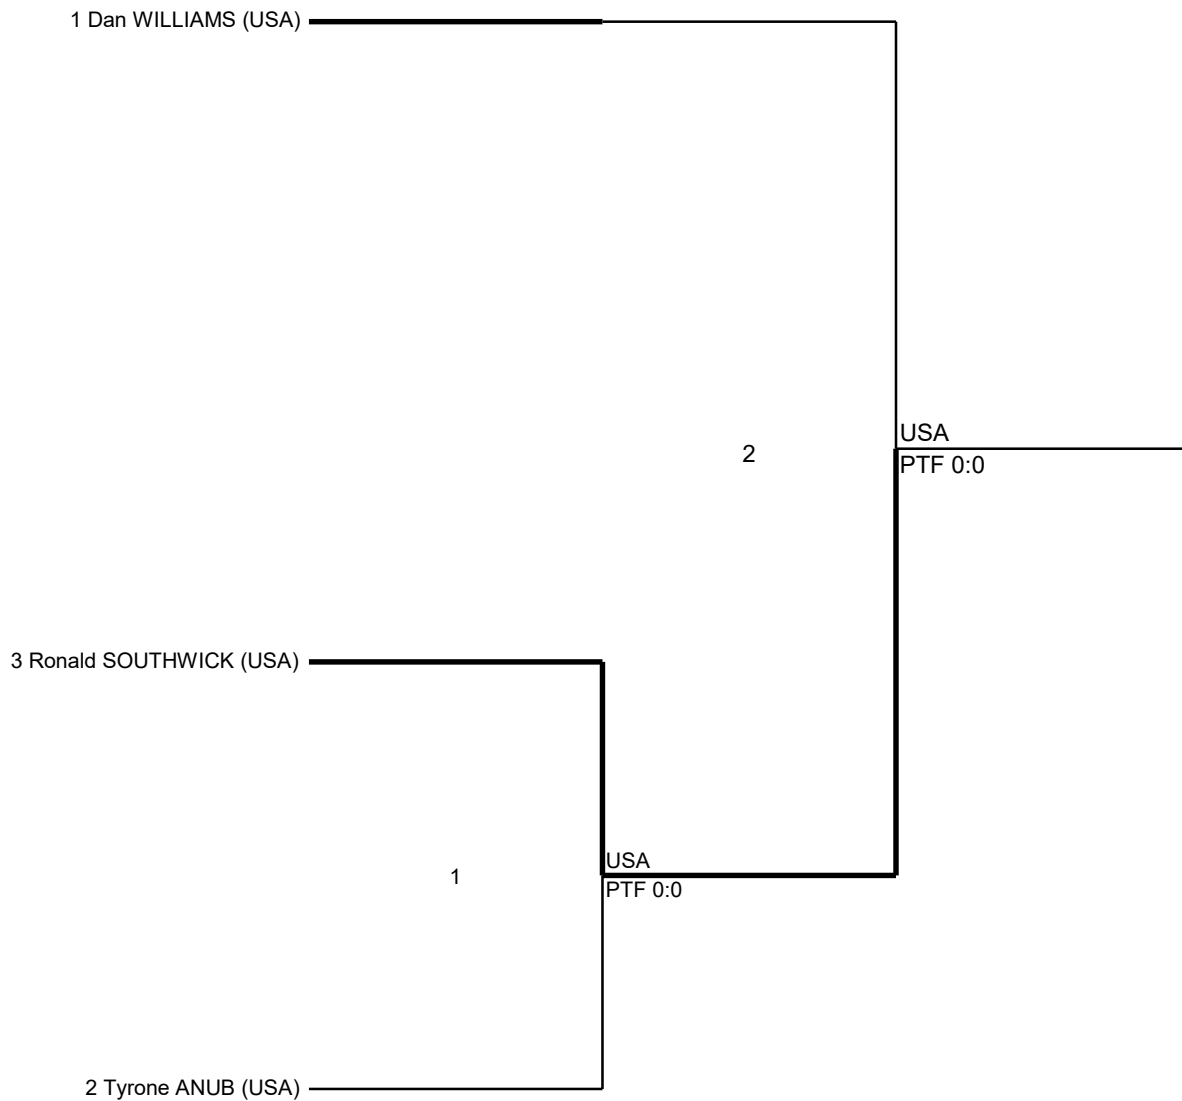 1 Dan WILLIAMS (USA)
USA
2
PTF 0:0
3 Ronald SOUTHWICK (USA)
USA
1
PTF 0:0
2 Tyrone ANUB (USA)